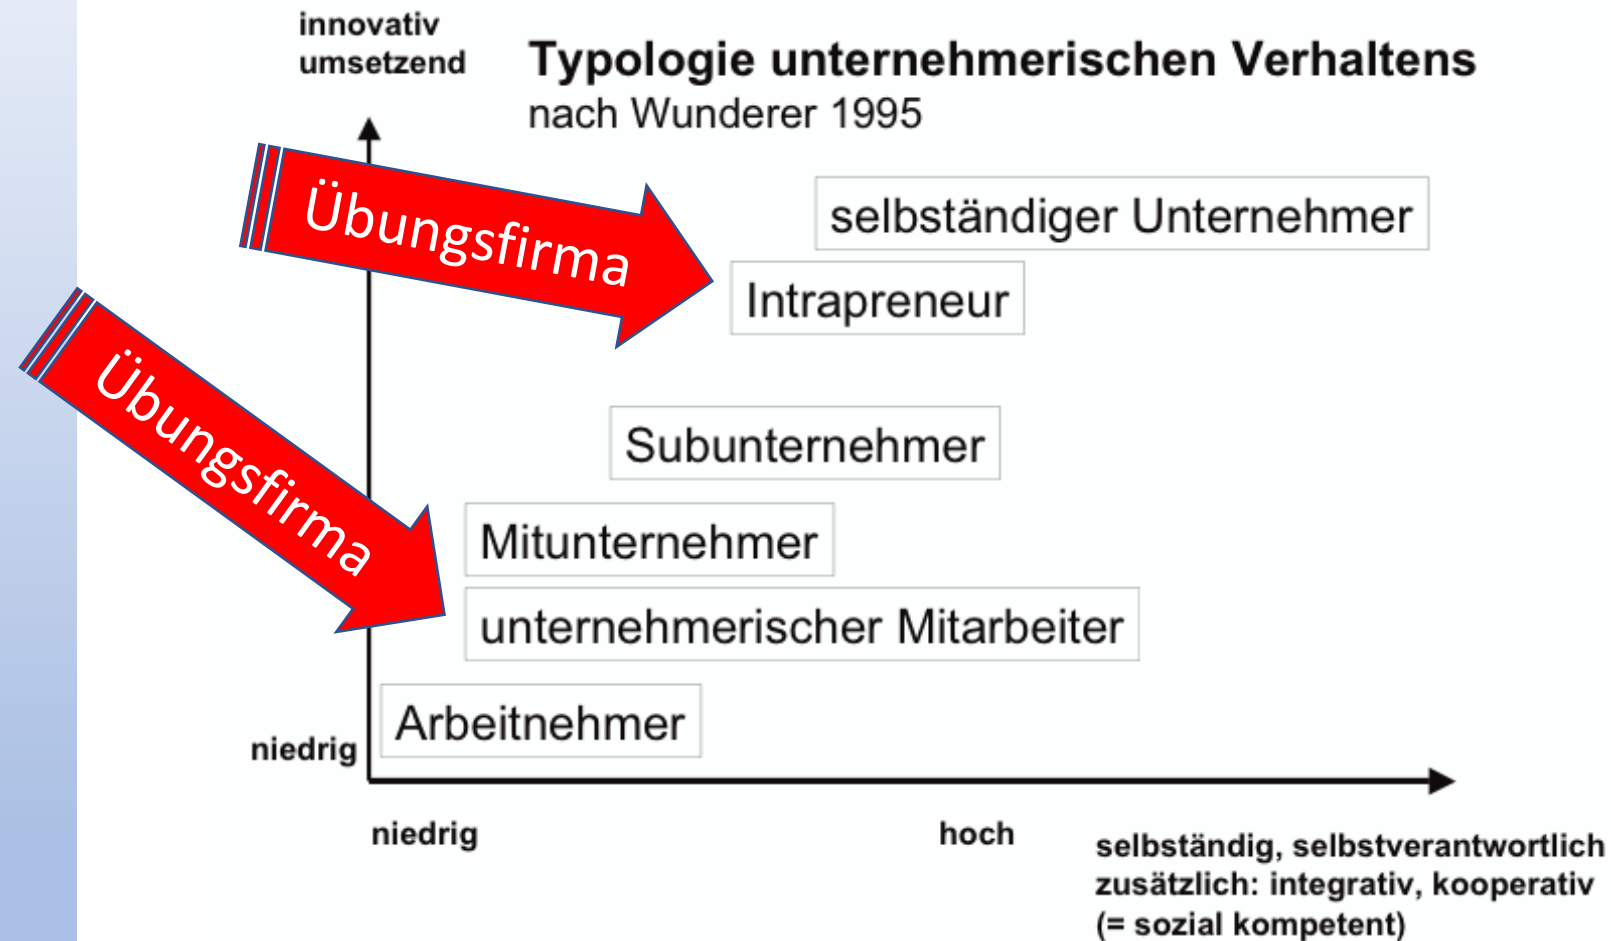 innovativ
umsetzend
Typologie unternehmerischen Verhaltens
nach Wunderer 1995
Übungsfirma
selbständiger Unternehmer
Intrapreneur
Übungsfirma
Subunternehmer
Mitunternehmer
unternehmerischer Mitarbeiter
Arbeitnehmer
niedrig
niedrig
hoch
selbständig, selbstverantwortlich
zusätzlich: integrativ, kooperativ
(= sozial kompetent)